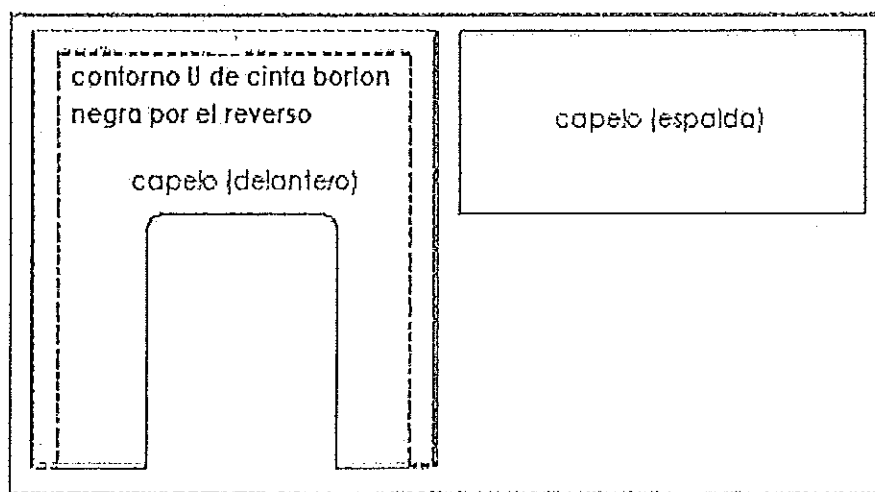 contorno U de cinta borlon
negra por el reverso
capelo (delantero)
capelo (espalda)